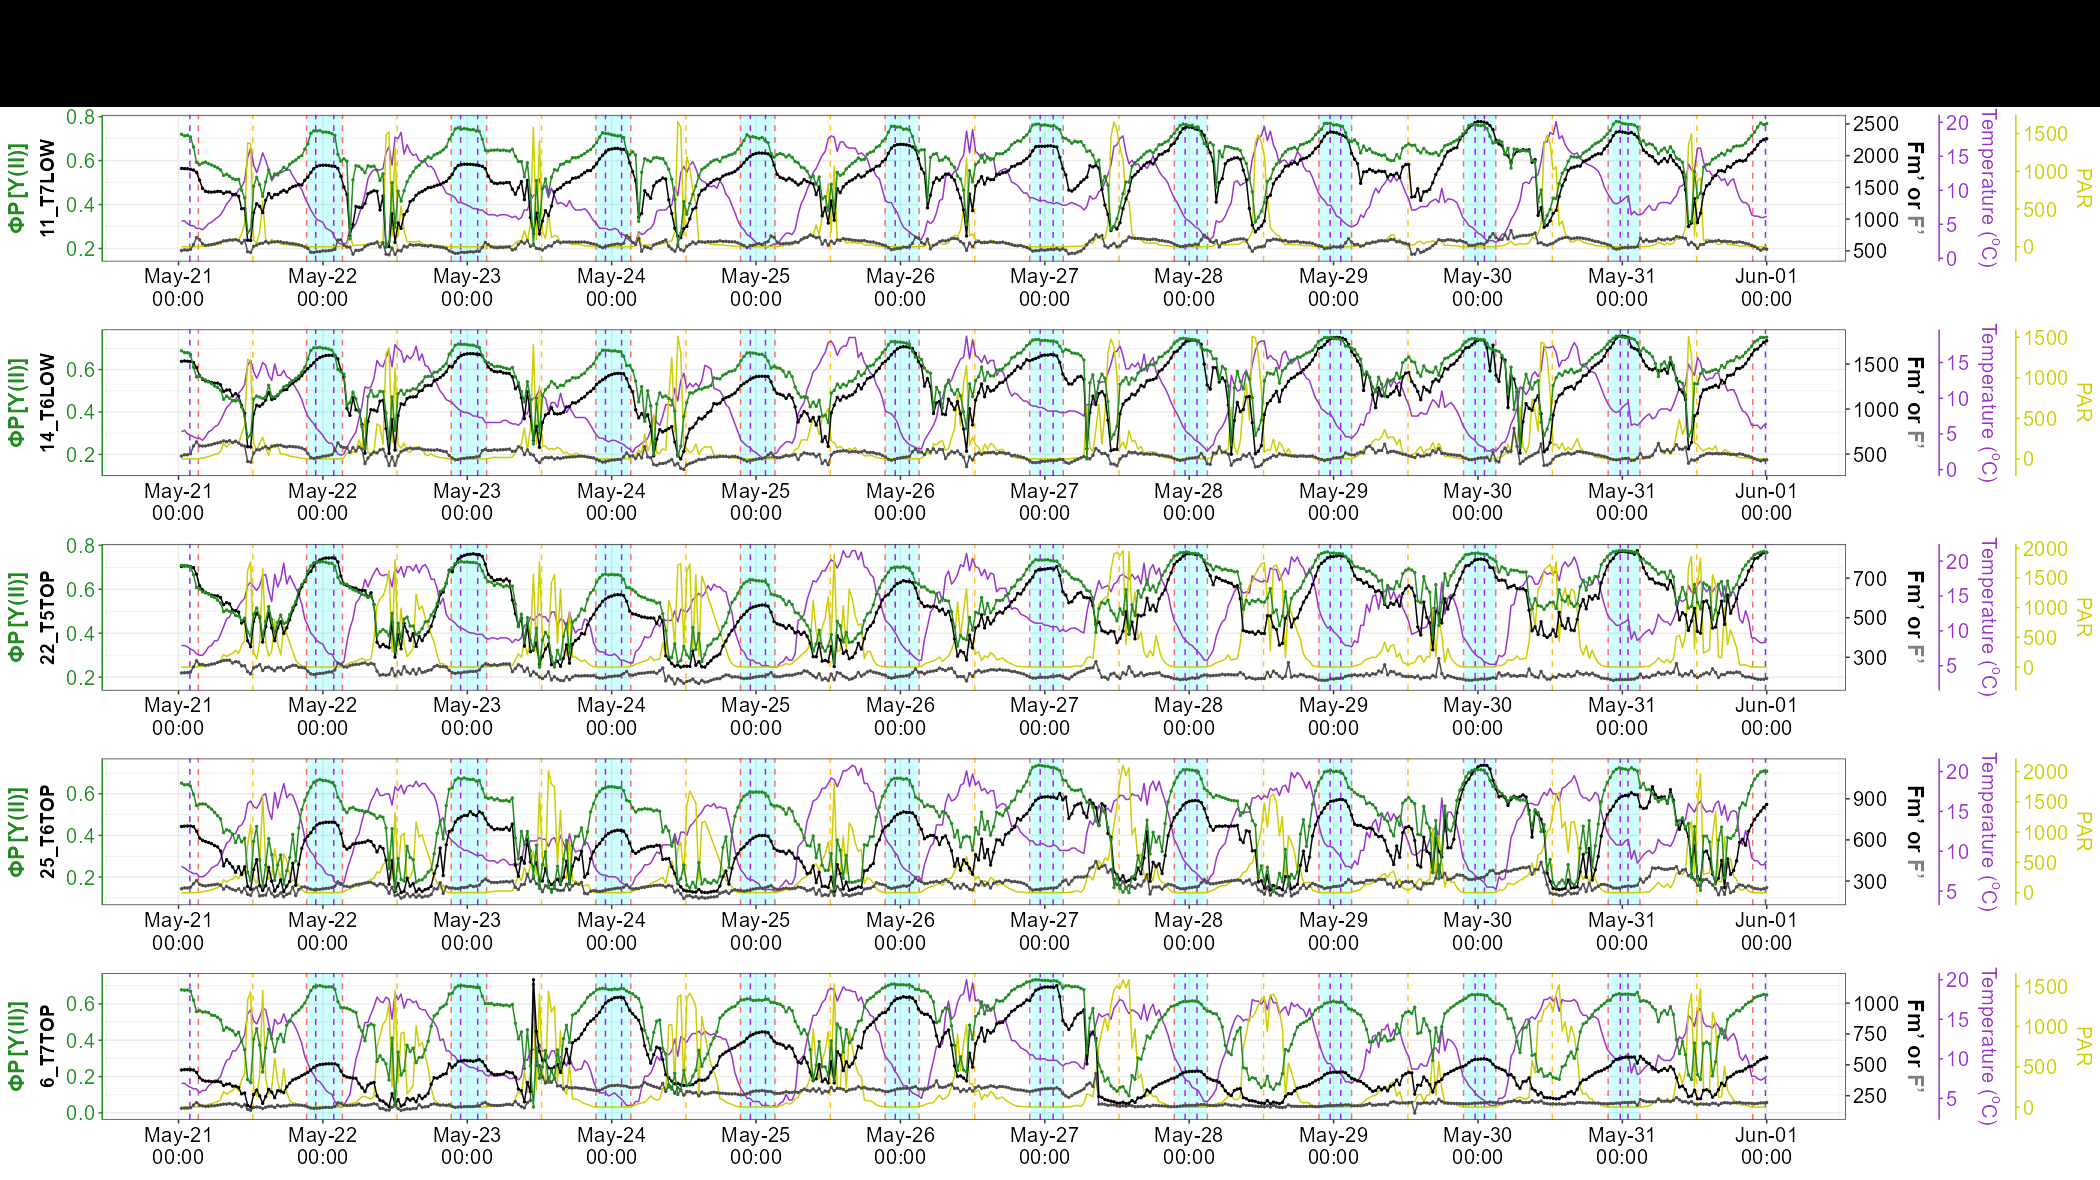 ΦP[Y(II)]
11_T7LOW
0.8
0.6
0.4
0.2
2500
2000
1500
1000
500
Fm' or F'
20
15
10
5
0
Temperature (°C)
1500
1000
500
0
PAR
May-21 May-22 May-23 May-24 May-25 May-26 May-27 May-28 May-29 May-30 May-31 Jun-01
00:00 00:00 00:00 00:00 00:00 00:00 00:00 00:00 00:00 00:00 00:00 00:00
ΦP[Y(II)]
14_T6LOW
0.6
0.4
0.2
1500
1000
500
Fm' or F'
15
10
5
0
Temperature (°C)
1500
1000
500
0
PAR
May-21 May-22 May-23 May-24 May-25 May-26 May-27 May-28 May-29 May-30 May-31 Jun-01
00:00 00:00 00:00 00:00 00:00 00:00 00:00 00:00 00:00 00:00 00:00 00:00
ΦP[Y(II)]
22_T5TOP
0.8
0.6
0.4
0.2
700
500
300
Fm' or F'
20
15
10
5
Temperature (°C)
2000
1500
1000
500
0
PAR
May-21 May-22 May-23 May-24 May-25 May-26 May-27 May-28 May-29 May-30 May-31 Jun-01
00:00 00:00 00:00 00:00 00:00 00:00 00:00 00:00 00:00 00:00 00:00 00:00
ΦP[Y(II)]
25_T6TOP
0.6
0.4
0.2
900
600
300
Fm' or F'
20
15
10
5
Temperature (°C)
2000
1500
1000
500
0
PAR
May-21 May-22 May-23 May-24 May-25 May-26 May-27 May-28 May-29 May-30 May-31 Jun-01
00:00 00:00 00:00 00:00 00:00 00:00 00:00 00:00 00:00 00:00 00:00 00:00
ΦP[Y(II)]
6_T7TOP
0.6
0.4
0.2
0.0
1000
750
500
250
Fm' or F'
20
15
10
5
Temperature (°C)
1500
1000
500
0
PAR
May-21 May-22 May-23 May-24 May-25 May-26 May-27 May-28 May-29 May-30 May-31 Jun-01
00:00 00:00 00:00 00:00 00:00 00:00 00:00 00:00 00:00 00:00 00:00 00:00